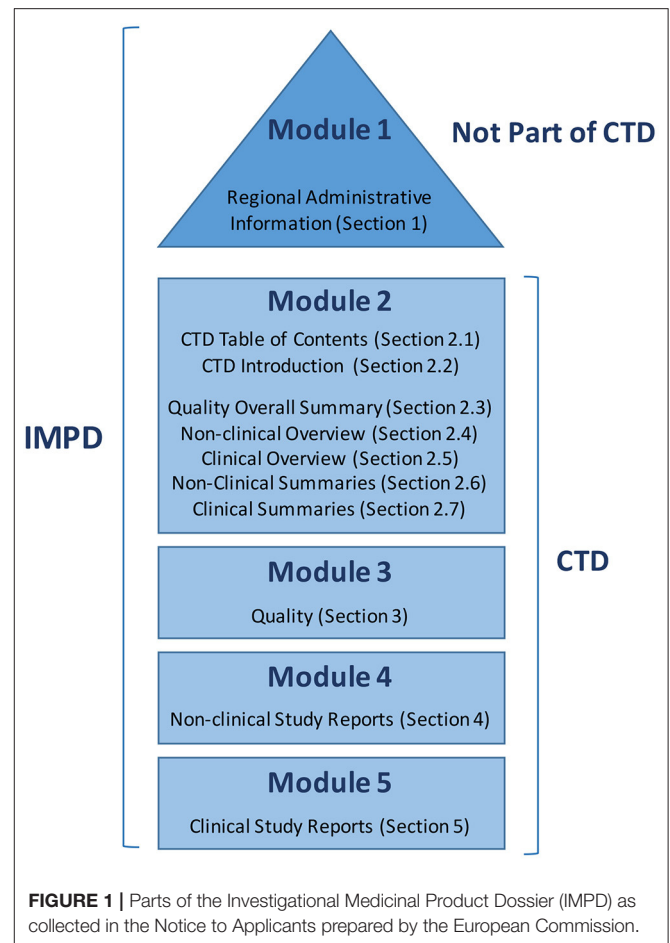 Module 1
Not Part of CTD
Regional Administrative
Information (Section 1)
Module 2
CTD Table of Contents (Section 2.1)
CTD Introduction (Section 2.2)
Quality Overall Summary (Section 2.3)
Non-clinical Overview (Section 2.4)
Clinical Overview (Section 2.5)
Non-Clinical Summaries (Section 2.6)
Clinical Summaries (Section 2.7)
IMPD
CTD
Module 3
Quality (Section 3)
Module 4
Non-clinical Study Reports (Section 4)
Module 5
Clinical Study Reports (Section 5)
FIGURE 1 | Parts of the Investigational Medicinal Product Dossier (IMPD) as
collected in the Notice to Applicants prepared by the European Commission.